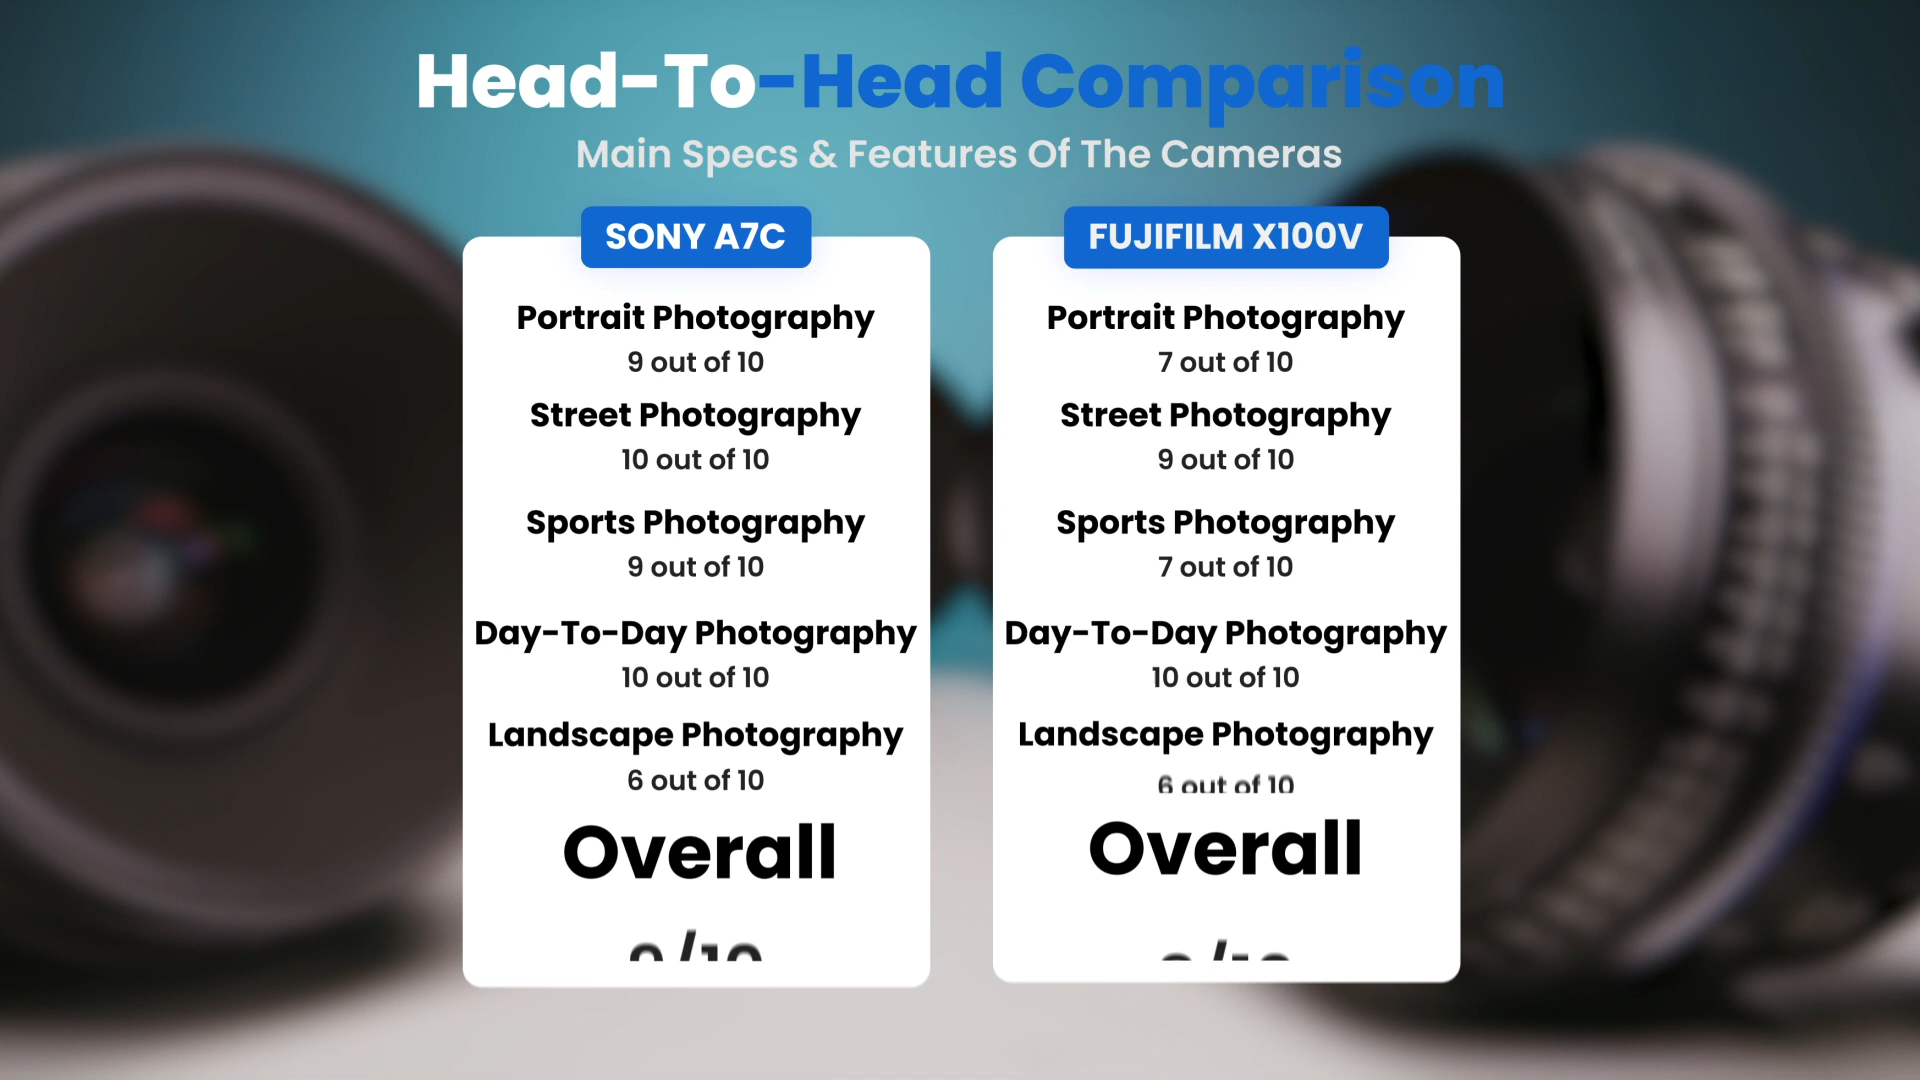 Head-To-Head Comparison
Main Specs & Features Of The Cameras
SONY A7C
Portrait Photography
9 out of 10
Street Photography
10 out of 10
Sports Photography
9 out of 10
Day-To-Day Photography
10 out of 10
Landscape Photography
6 out of 10
Overall
FUJIFILM X100V
Portrait Photography
7 out of 10
Street Photography
9 out of 10
Sports Photography
7 out of 10
Day-To-Day Photography
10 out of 10
Landscape Photography
6 out of 10
Overall